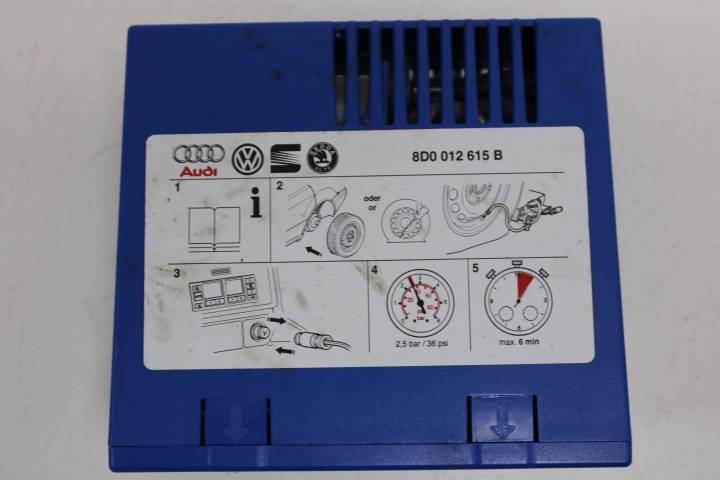 Audi
8D0 012 615 B
1
i
2
oder
or
3
4
bar
2,5 bar / 36 psi
5
max. 6 min